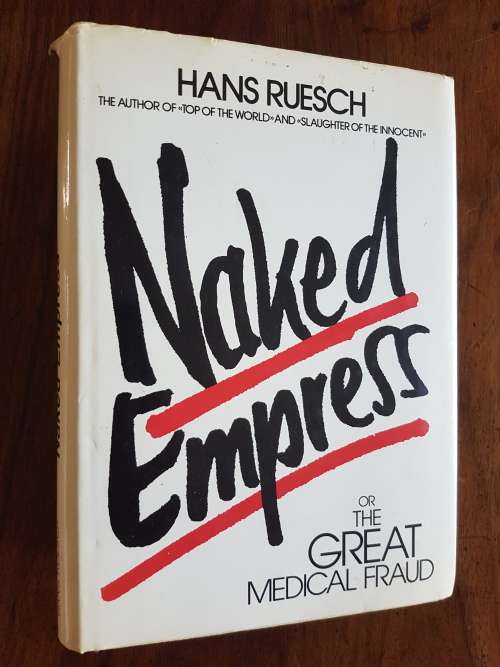 HANS RUESCH
THE AUTHOR OF «TOP OF THE WORLD» AND «SLAUGHTER OF THE INNOCENT»
Naked
Empress
OR
THE
GREAT
MEDICAL FRAUD